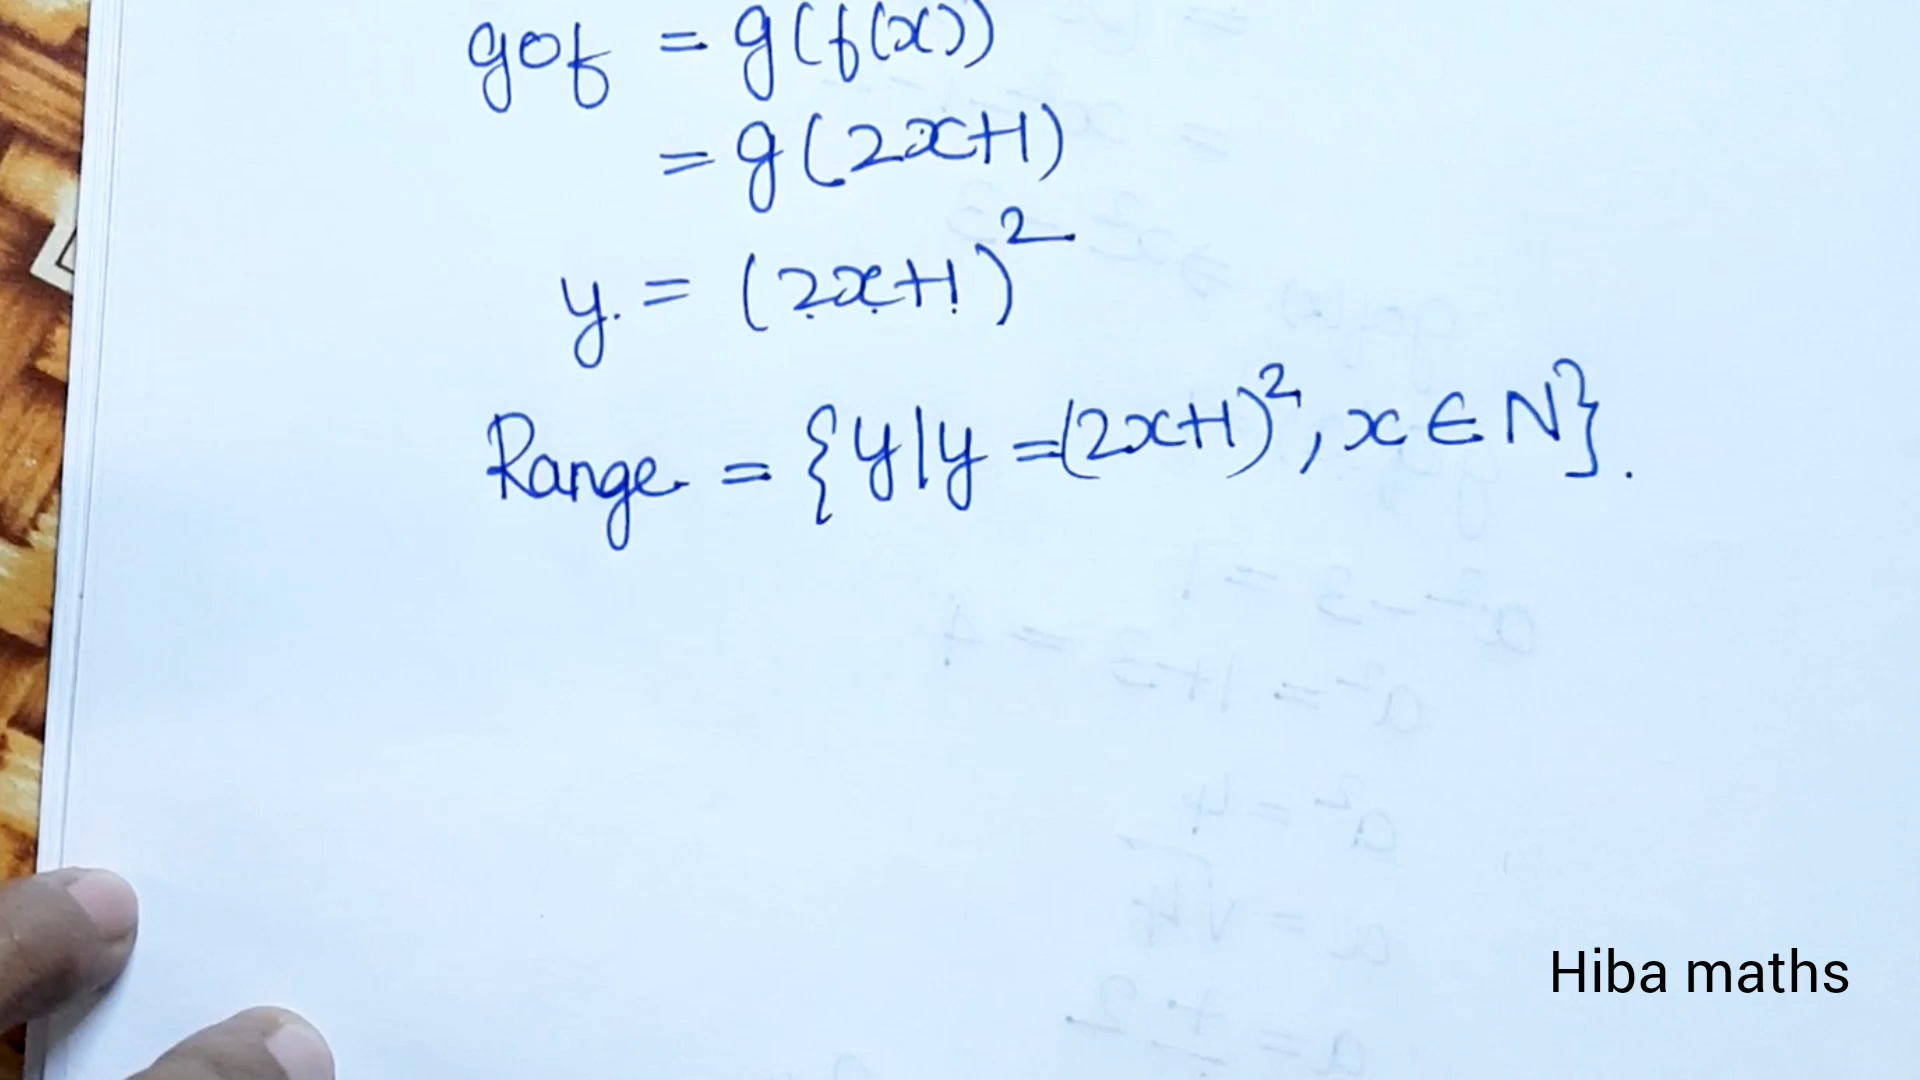 gof = g(f(x))
= g(2x+1)
y = (2x+1)²
Range = {y|y =(2x+1)², x ∈ N}.
Hiba maths